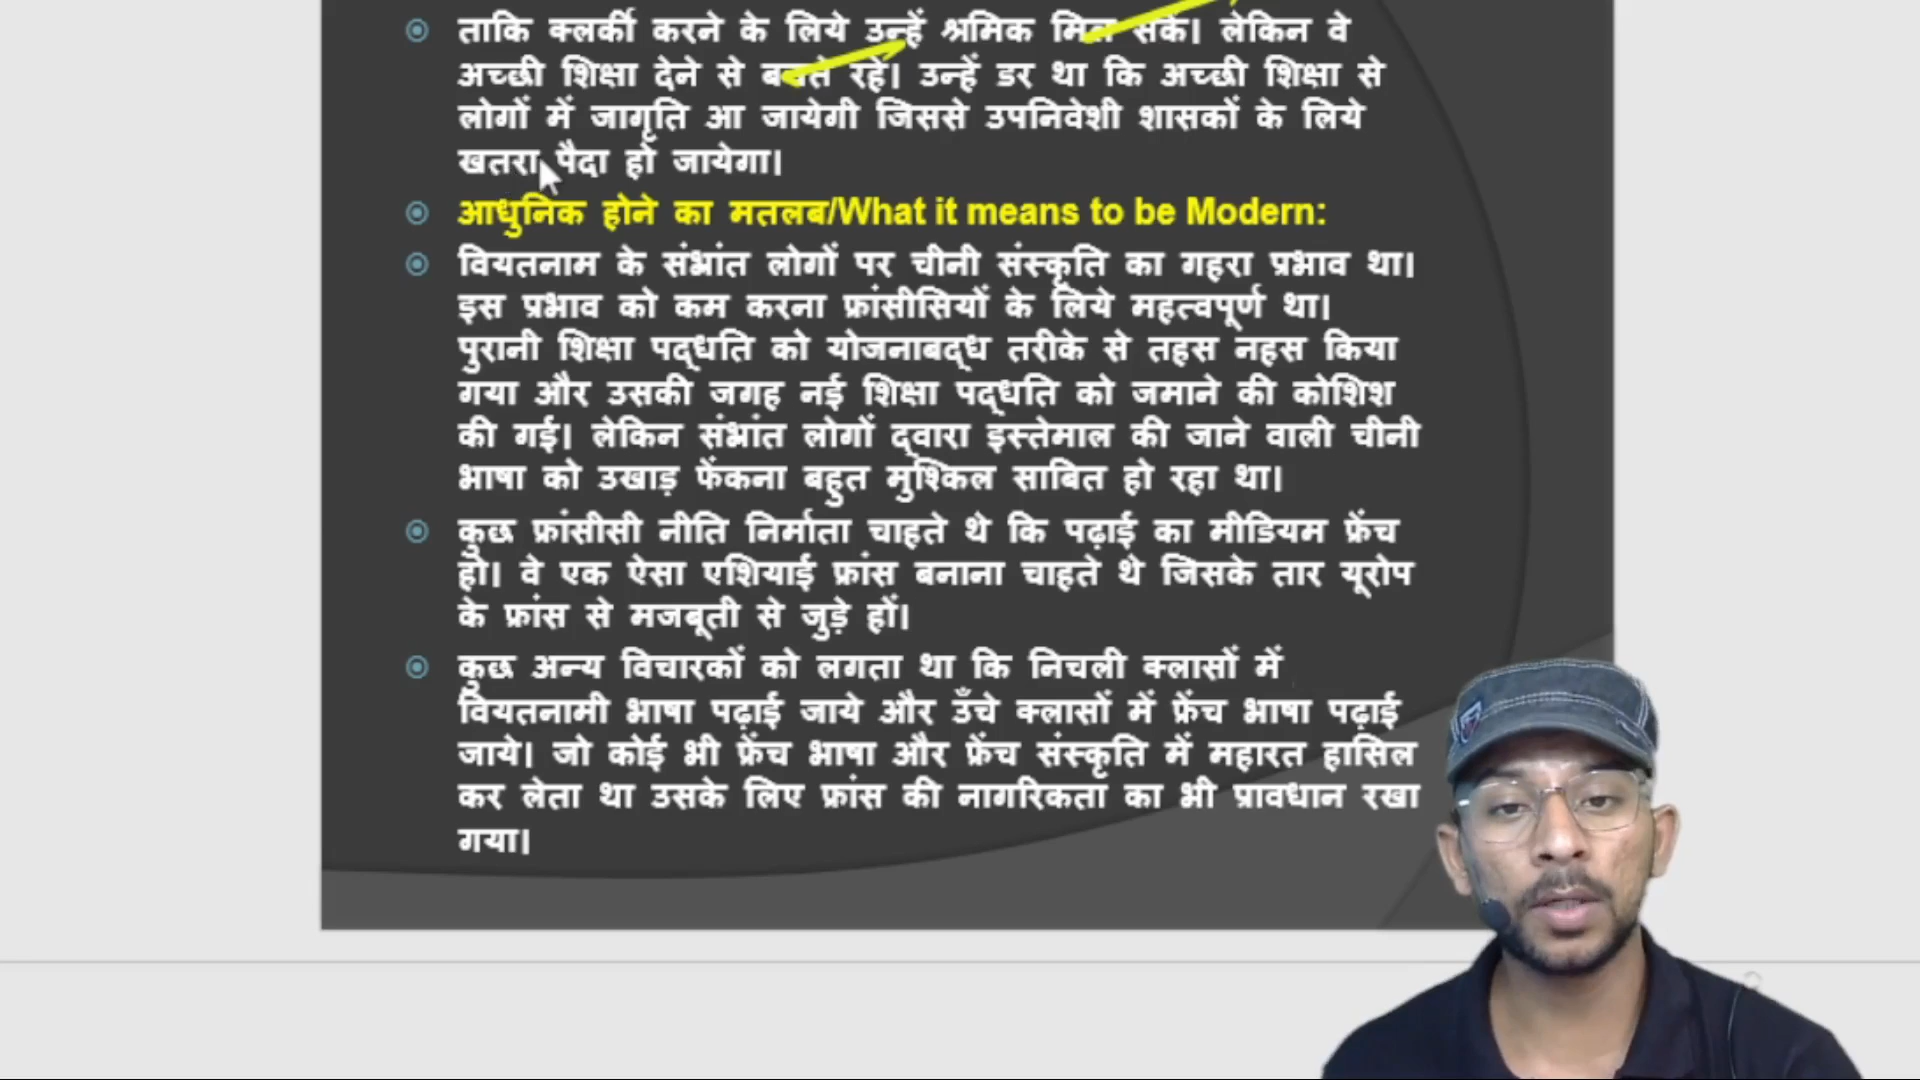 ताकि क्लर्की करने के लिये उन्हें श्रमिक मिल सकें। लेकिन वे
अच्छी शिक्षा देने से बचते रहे। उन्हें डर था कि अच्छी शिक्षा से
लोगों में जागृति आ जायेगी जिससे उपनिवेशी शासकों के लिये
खतरा पैदा हो जायेगा।
आधुनिक होने का मतलब/What it means to be Modern:
वियतनाम के संभ्रांत लोगों पर चीनी संस्कृति का गहरा प्रभाव था।
इस प्रभाव को कम करना फ्रांसीसियों के लिये महत्वपूर्ण था।
पुरानी शिक्षा पद्धति को योजनाबद्ध तरीके से तहस नहस किया
गया और उसकी जगह नई शिक्षा पद्धति को जमाने की कोशिश
की गई। लेकिन संभ्रांत लोगों द्वारा इस्तेमाल की जाने वाली चीनी
भाषा को उखाड़ फेंकना बहुत मुश्किल साबित हो रहा था।
कुछ फ्रांसीसी नीति निर्माता चाहते थे कि पढ़ाई का मीडियम फ्रेंच
हो। वे एक ऐसा एशियाई फ्रांस बनाना चाहते थे जिसके तार यूरोप
के फ्रांस से मजबूती से जुड़े हों।
कुछ अन्य विचारकों को लगता था कि निचली क्लासों में
वियतनामी भाषा पढ़ाई जाये और उँचे क्लासों में फ्रेंच भाषा पढ़ाई
जाये। जो कोई भी फ्रेंच भाषा और फ्रेंच संस्कृति में महारत हासिल
कर लेता था उसके लिए फ्रांस की नागरिकता का भी प्रावधान रखा
गया।